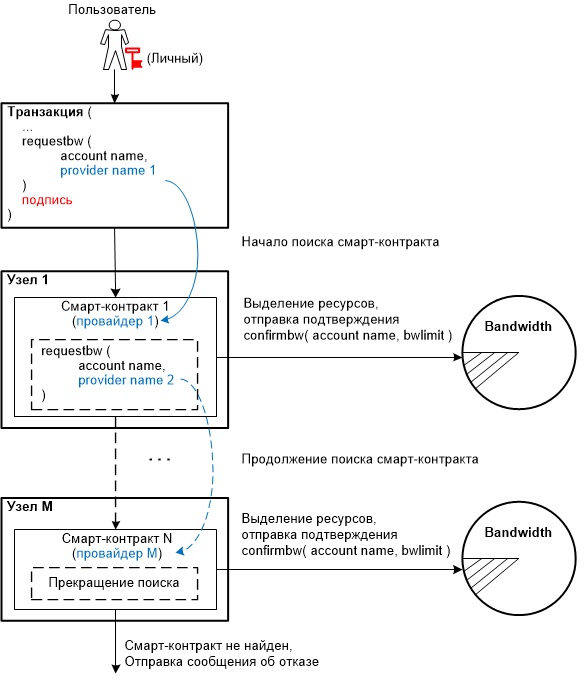 Пользователь
(Личный)
Транзакция (
...
requestbw (
account name,
provider name 1
)
подпись
)
Начало поиска смарт-контракта
Узел 1
Смарт-контракт 1
(провайдер 1)
requestbw (
account name,
provider name 2
)
Выделение ресурсов,
отправка подтверждения
confirmbw( account name, bwlimit )
Bandwidth
...
Продолжение поиска смарт-контракта
Узел M
Смарт-контракт N
(провайдер M)
Прекращение поиска
Выделение ресурсов,
отправка подтверждения
confirmbw( account name, bwlimit )
Bandwidth
Смарт-контракт не найден,
Отправка сообщения об отказе